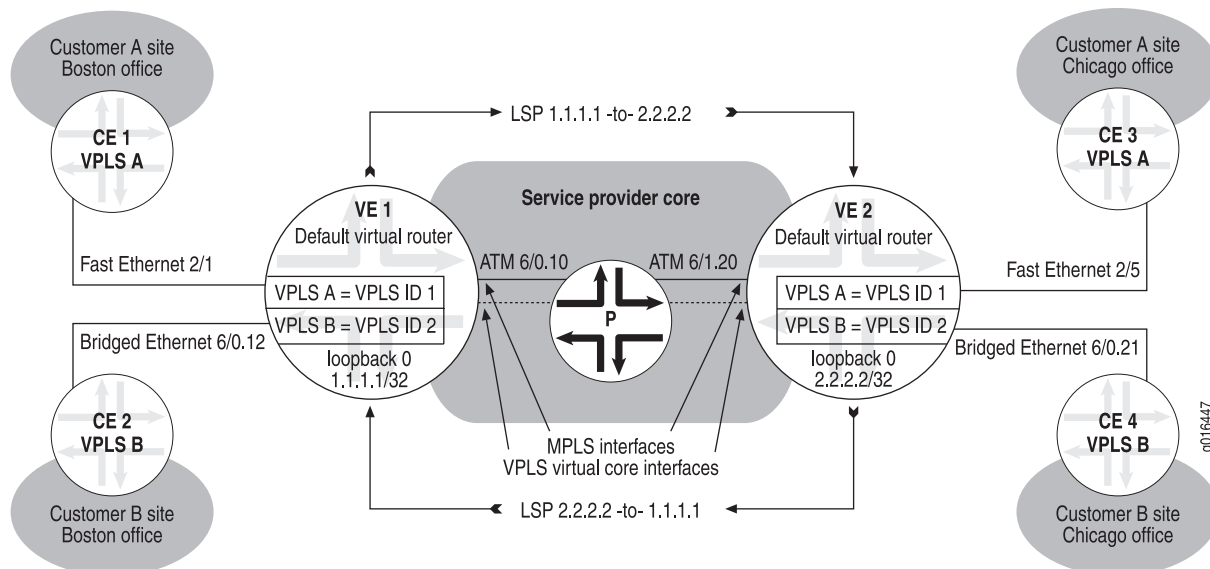 Customer A site
Boston office
CE 1
VPLS A
Fast Ethernet 2/1
Bridged Ethernet 6/0.12
CE 2
VPLS B
Customer B site
Boston office
LSP 1.1.1.1 -to- 2.2.2.2
Service provider core
VE 1
Default virtual router
VPLS A = VPLS ID 1
VPLS B = VPLS ID 2
loopback 0
1.1.1.1/32
ATM 6/0.10
ATM 6/1.20
P
MPLS interfaces
VPLS virtual core interfaces
LSP 2.2.2.2 -to- 1.1.1.1
VE 2
Default virtual router
VPLS A = VPLS ID 1
VPLS B = VPLS ID 2
loopback 0
2.2.2.2/32
Customer A site
Chicago office
CE 3
VPLS A
Fast Ethernet 2/5
Bridged Ethernet 6/0.21
CE 4
VPLS B
Customer B site
Chicago office
g016447